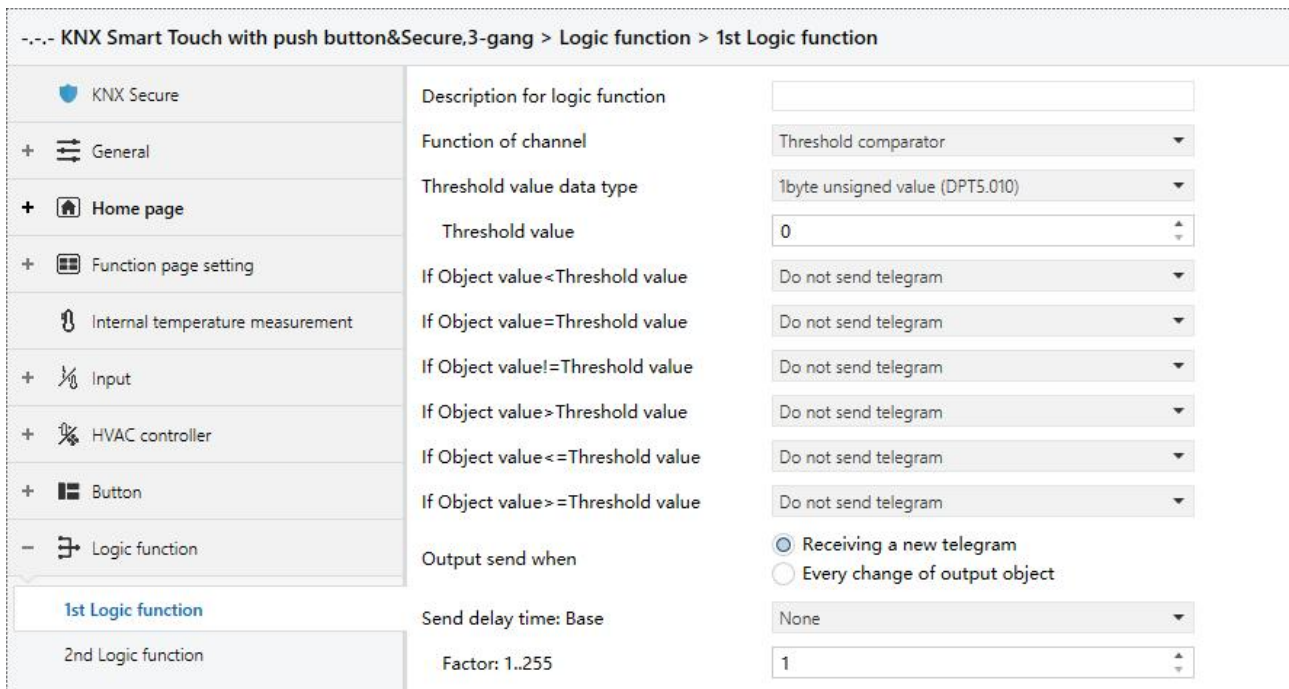 -.-.- KNX Smart Touch with push button&Secure,3-gang > Logic function > 1st Logic function
KNX Secure
+ General
+ Home page
+ Function page setting
Internal temperature measurement
+ Input
+ HVAC controller
+ Button
− Logic function
1st Logic function
2nd Logic function
Description for logic function
Function of channel Threshold comparator
Threshold value data type 1byte unsigned value (DPT5.010)
Threshold value 0
If Object value<Threshold value Do not send telegram
If Object value=Threshold value Do not send telegram
If Object value!=Threshold value Do not send telegram
If Object value>Threshold value Do not send telegram
If Object value<=Threshold value Do not send telegram
If Object value>=Threshold value Do not send telegram
Output send when Receiving a new telegram
Every change of output object
Send delay time: Base None
Factor: 1..255 1